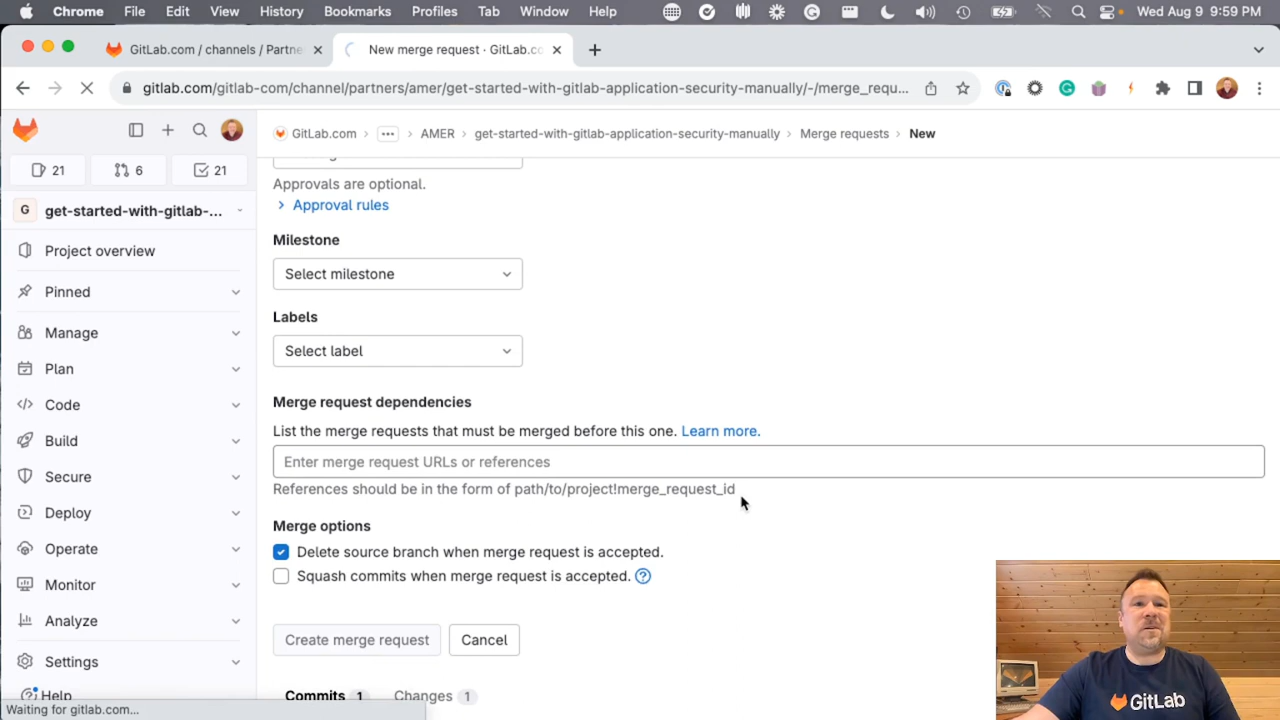 Chrome File Edit View History Bookmarks Profiles Tab Window Help Wed Aug 9 9:59 PM
GitLab.com / channels / Partne
New merge request · GitLab.co
gitlab.com/gitlab-com/channel/partners/amer/get-started-with-gitlab-application-security-manually/-/merge_requ...
GitLab.com > ... > AMER > get-started-with-gitlab-application-security-manually > Merge requests > New
21 6 21
G get-started-with-gitlab-...
Project overview
Pinned
Manage
Plan
Code
Build
Secure
Deploy
Operate
Monitor
Analyze
Settings
Help
Waiting for gitlab.com...
Approvals are optional.
> Approval rules
Milestone
Select milestone
Labels
Select label
Merge request dependencies
List the merge requests that must be merged before this one. Learn more.
Enter merge request URLs or references
References should be in the form of path/to/project!merge_request_id
Merge options
Delete source branch when merge request is accepted.
Squash commits when merge request is accepted. ?
Create merge request Cancel
Commits 1 Changes 1
GitLab